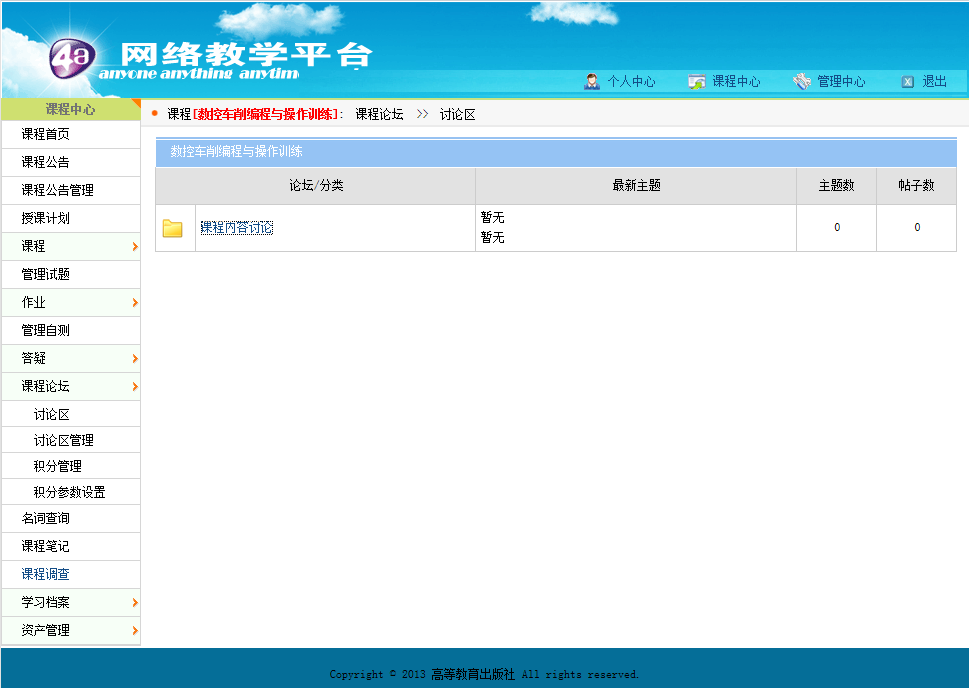 4a 网络教学平台
anyone anything anytim
个人中心 课程中心 管理中心 退出
课程中心
课程[数控车削编程与操作训练]: 课程论坛 >> 讨论区
课程首页
课程公告
课程公告管理
授课计划
课程
管理试题
作业
管理自测
答疑
课程论坛
讨论区
讨论区管理
积分管理
积分参数设置
名词查询
课程笔记
课程调查
学习档案
资产管理
数控车削编程与操作训练
论坛/分类 最新主题 主题数 帖子数
课程内容讨论 暂无 0 0
暂无
Copyright © 2013 高等教育出版社 All rights reserved.